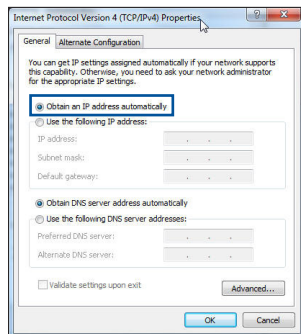 Internet Protocol Version 4 (TCP/IPv4) Properties
General Alternate Configuration
You can get IP settings assigned automatically if your network supports
this capability. Otherwise, you need to ask your network administrator
for the appropriate IP settings.
Obtain an IP address automatically
Use the following IP address:
IP address:
Subnet mask:
Default gateway:
Obtain DNS server address automatically
Use the following DNS server addresses:
Preferred DNS server:
Alternate DNS server:
Validate settings upon exit
Advanced...
OK Cancel